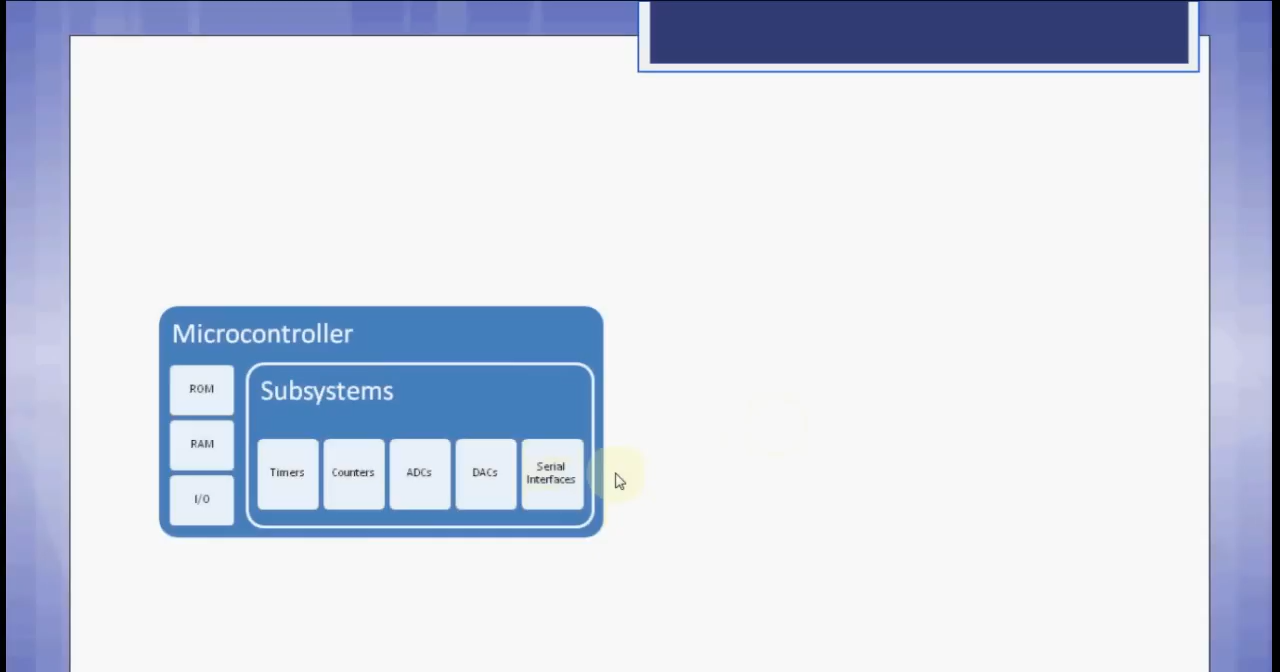 Microcontroller
ROM
RAM
I/O
Subsystems
Timers
Counters
ADCs
DACs
Serial
Interfaces